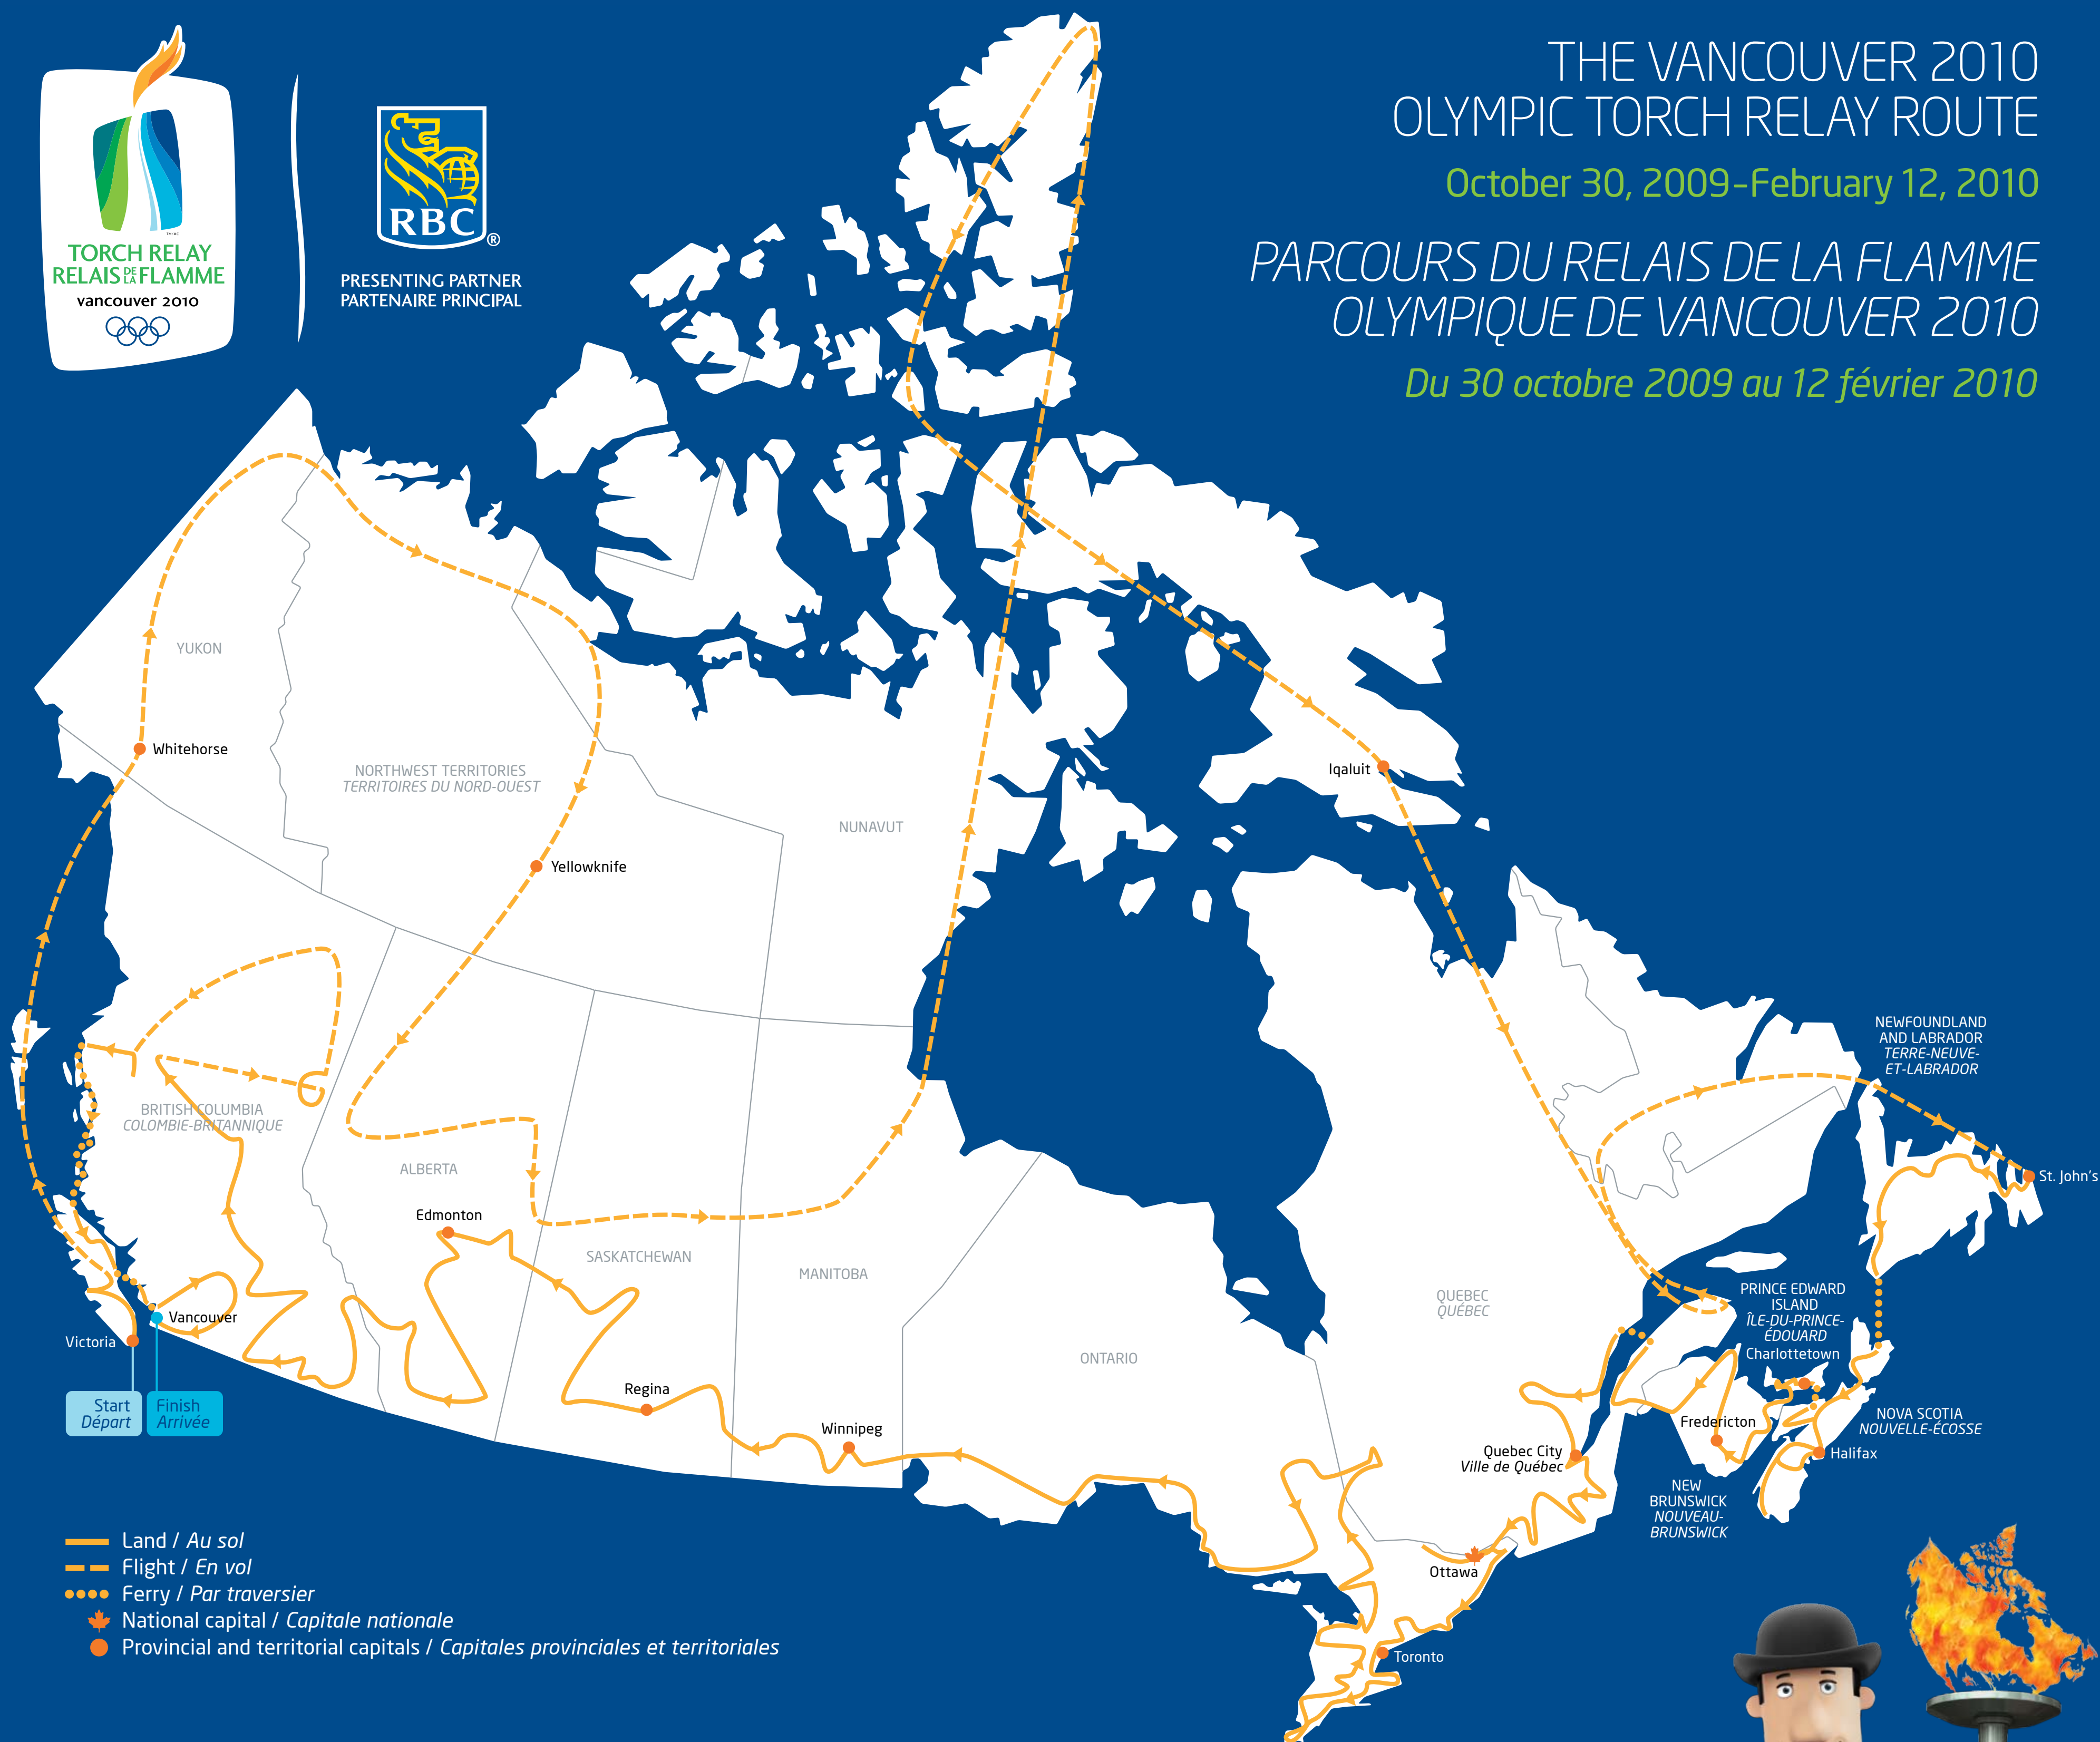 TORCH RELAY
RELAIS DE LA FLAMME
vancouver 2010
RBC
®
PRESENTING PARTNER
PARTENAIRE PRINCIPAL
THE VANCOUVER 2010
OLYMPIC TORCH RELAY ROUTE
October 30, 2009–February 12, 2010
PARCOURS DU RELAIS DE LA FLAMME
OLYMPIQUE DE VANCOUVER 2010
Du 30 octobre 2009 au 12 février 2010
YUKON
Whitehorse
NORTHWEST TERRITORIES
TERRITOIRES DU NORD-OUEST
Yellowknife
NUNAVUT
Iqaluit
BRITISH COLUMBIA
COLOMBIE-BRITANNIQUE
ALBERTA
Edmonton
SASKATCHEWAN
MANITOBA
Regina
Winnipeg
ONTARIO
QUEBEC
QUÉBEC
NEWFOUNDLAND
AND LABRADOR
TERRE-NEUVE-
ET-LABRADOR
St. John's
PRINCE EDWARD
ISLAND
ÎLE-DU-PRINCE-
ÉDOUARD
Charlottetown
Fredericton
NOVA SCOTIA
NOUVELLE-ÉCOSSE
Halifax
Quebec City
Ville de Québec
NEW
BRUNSWICK
NOUVEAU-
BRUNSWICK
Ottawa
Toronto
Vancouver
Victoria
Start
Départ
Finish
Arrivée
Land / Au sol
Flight / En vol
Ferry / Par traversier
National capital / Capitale nationale
Provincial and territorial capitals / Capitales provinciales et territoriales